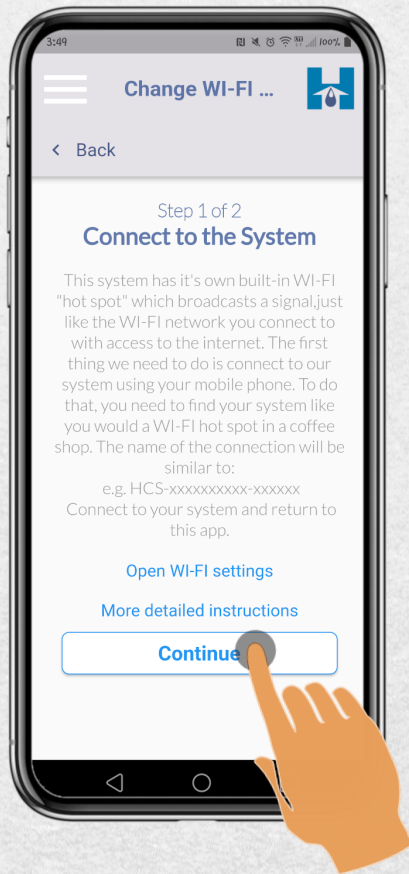 3:49
100%
Change WI-FI ...
< Back
Step 1 of 2
Connect to the System
This system has it's own built-in WI-FI
"hot spot" which broadcasts a signal,just
like the WI-FI network you connect to
with access to the internet. The first
thing we need to do is connect to our
system using your mobile phone. To do
that, you need to find your system like
you would a WI-FI hot spot in a coffee
shop. The name of the connection will be
similar to:
e.g. HCS-xxxxxxxxxx-xxxxxx
Connect to your system and return to
this app.
Open WI-FI settings
More detailed instructions
Continue